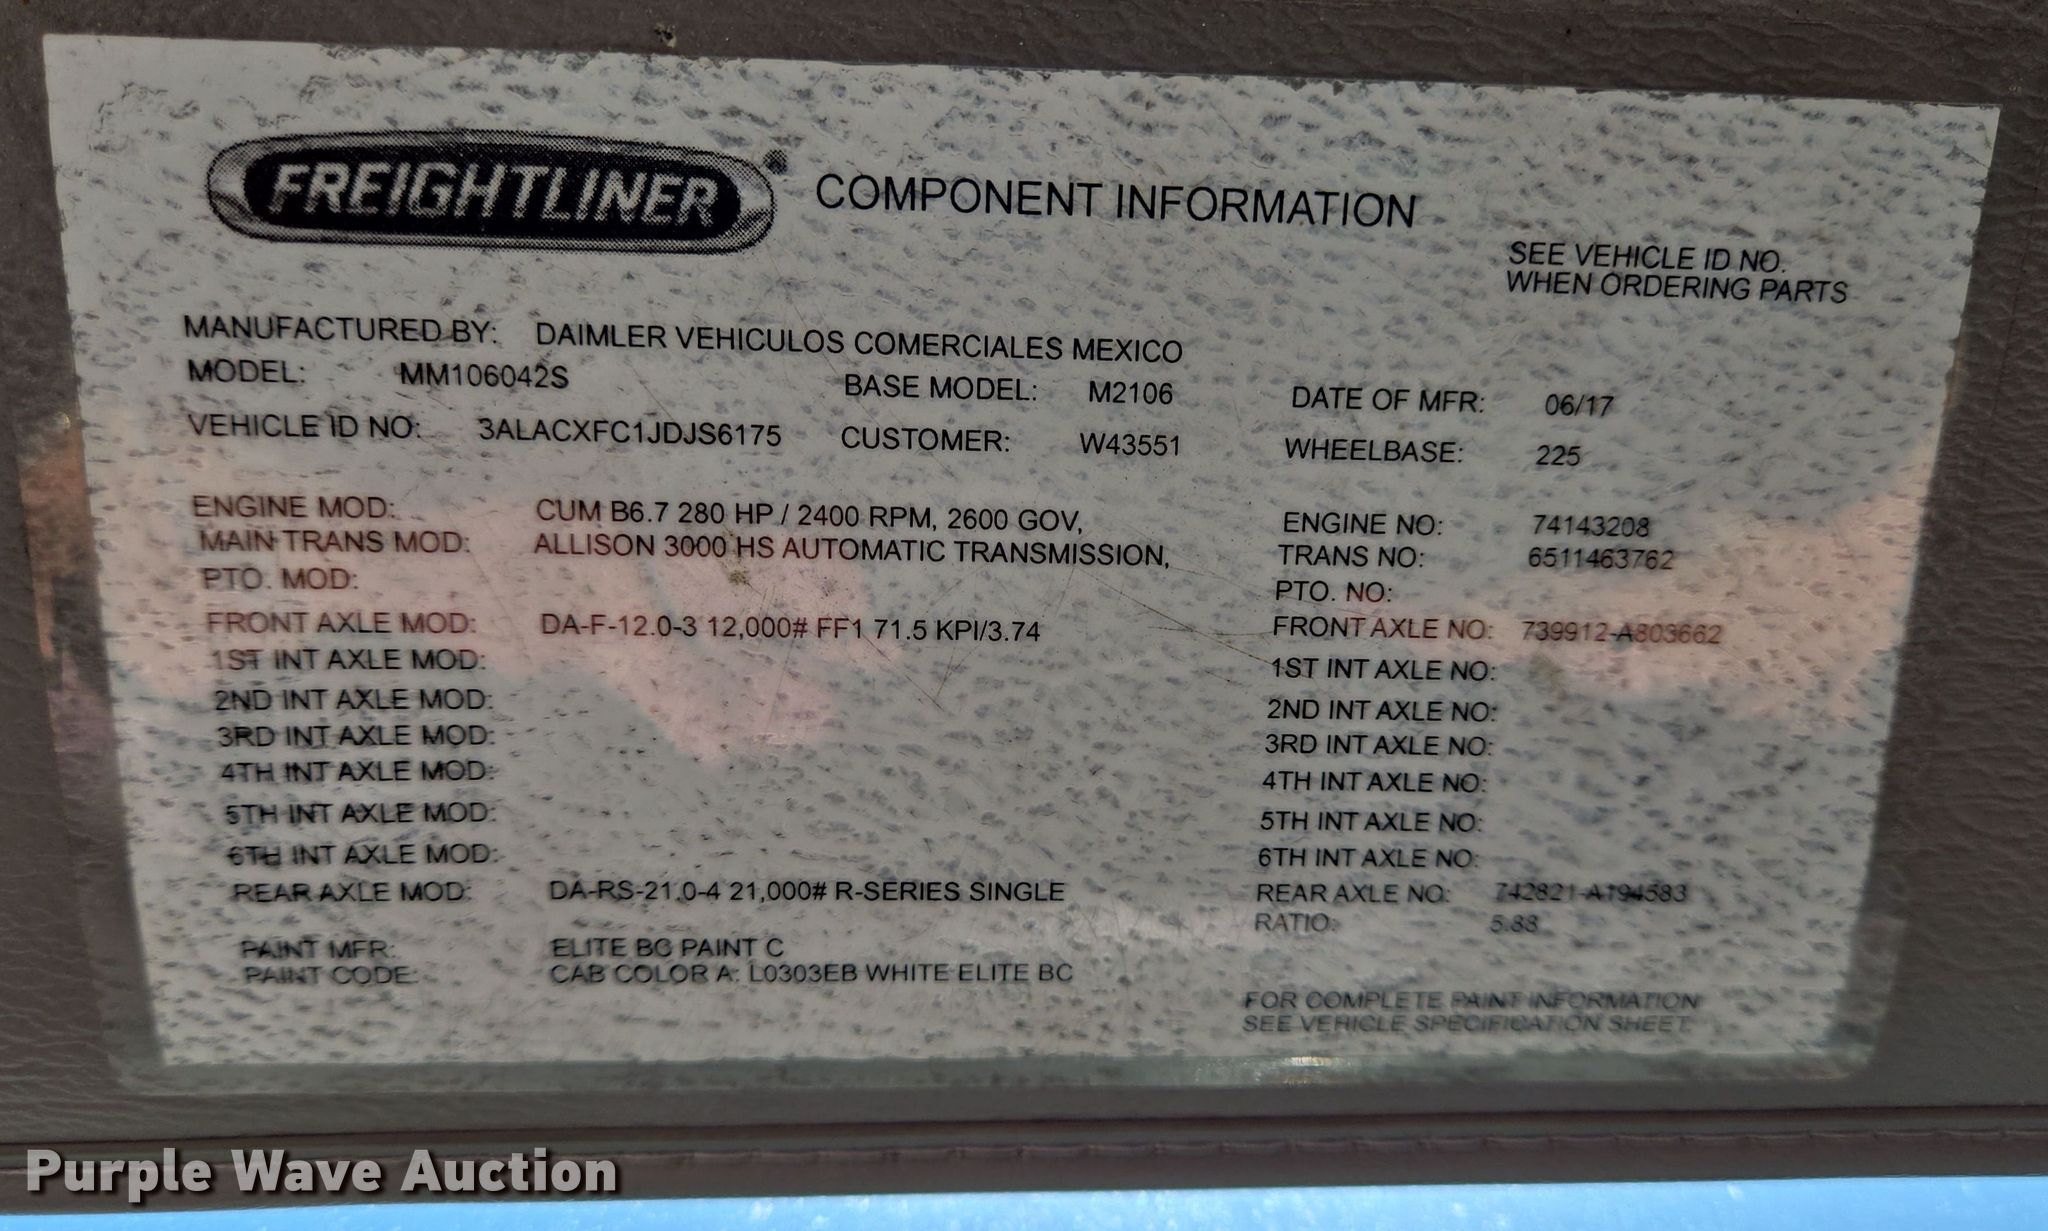 FREIGHTLINER® COMPONENT INFORMATION
SEE VEHICLE ID NO.
WHEN ORDERING PARTS
MANUFACTURED BY: DAIMLER VEHICULOS COMERCIALES MEXICO
MODEL: MM106042S BASE MODEL: M2106 DATE OF MFR: 06/17
VEHICLE ID NO: 3ALACXFC1JDJS6175 CUSTOMER: W43551 WHEELBASE: 225
ENGINE MOD: CUM B6.7 280 HP / 2400 RPM, 2600 GOV, ENGINE NO: 74143208
MAIN TRANS MOD: ALLISON 3000 HS AUTOMATIC TRANSMISSION, TRANS NO: 6511463762
PTO. MOD: PTO. NO:
FRONT AXLE MOD: DA-F-12.0-3 12,000# FF1 71.5 KPI/3.74 FRONT AXLE NO: 739912-A803662
1ST INT AXLE MOD: 1ST INT AXLE NO:
2ND INT AXLE MOD: 2ND INT AXLE NO:
3RD INT AXLE MOD: 3RD INT AXLE NO:
4TH INT AXLE MOD: 4TH INT AXLE NO:
5TH INT AXLE MOD: 5TH INT AXLE NO:
6TH INT AXLE MOD: 6TH INT AXLE NO:
REAR AXLE MOD: DA-RS-21.0-4 21,000# R-SERIES SINGLE REAR AXLE NO: 742821-A194583
RATIO: 5.88
PAINT MFR: ELITE BC PAINT C
PAINT CODE: CAB COLOR A: L0303EB WHITE ELITE BC
FOR COMPLETE PAINT INFORMATION
SEE VEHICLE SPECIFICATION SHEET
Purple Wave Auction